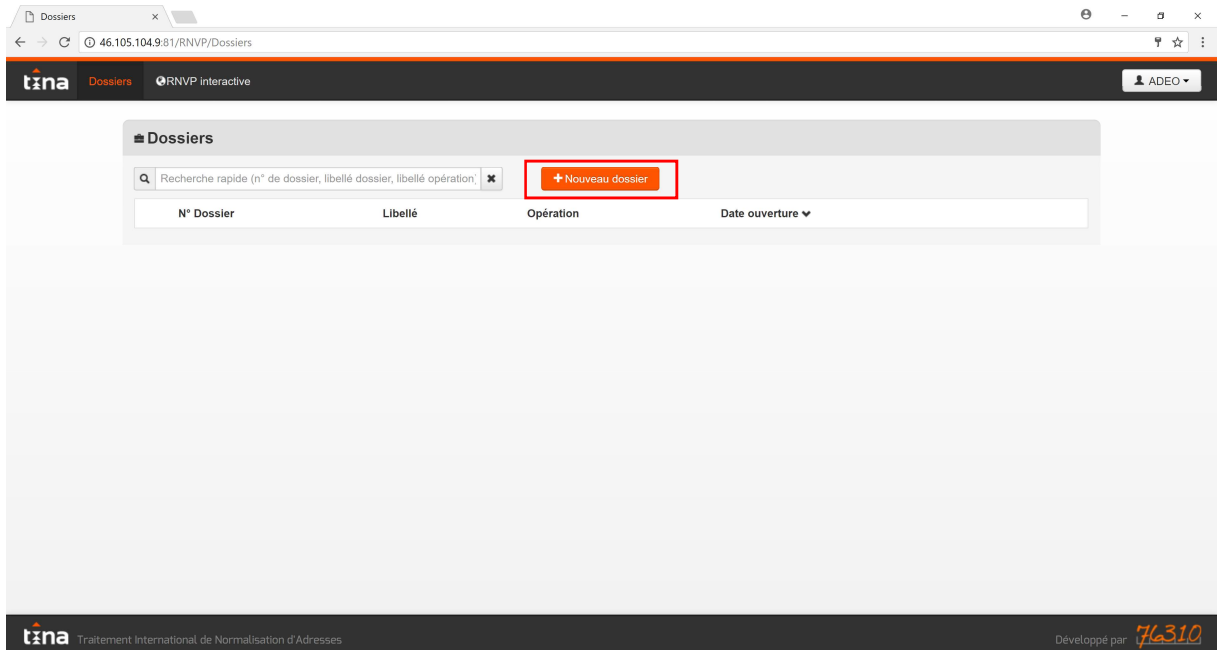 Dossiers
46.105.104.9:81/RNVP/Dossiers
tina Dossiers RNVP interactive ADEO
Dossiers
Recherche rapide (n° de dossier, libellé dossier, libellé opération) Nouveau dossier
N° Dossier Libellé Opération Date ouverture
tina Traitement International de Normalisation d'Adresses Développé par 76310